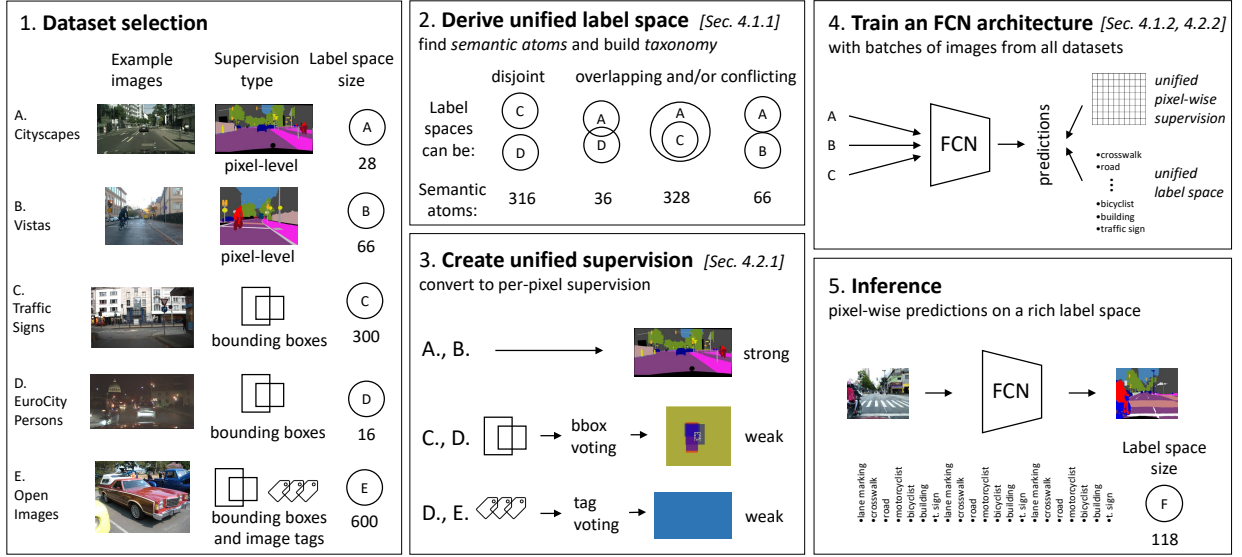 1. Dataset selection
Example images
Supervision type
Label space size
A. Cityscapes
pixel-level
A
28
B. Vistas
pixel-level
B
66
C. Traffic Signs
bounding boxes
C
300
D. EuroCity Persons
bounding boxes
D
16
E. Open Images
bounding boxes and image tags
E
600
2. Derive unified label space [Sec. 4.1.1]
find semantic atoms and build taxonomy
disjoint
overlapping and/or conflicting
Label spaces can be:
C
D
A
D
A
C
A
B
Semantic atoms:
316
36
328
66
3. Create unified supervision [Sec. 4.2.1]
convert to per-pixel supervision
A., B.
strong
C., D.
bbox voting
weak
D., E.
tag voting
weak
4. Train an FCN architecture [Sec. 4.1.2, 4.2.2]
with batches of images from all datasets
A
B
C
FCN
predictions
unified pixel-wise supervision
•crosswalk
•road
⋮
•bicyclist
•building
•traffic sign
unified label space
5. Inference
pixel-wise predictions on a rich label space
FCN
•lane marking
•crosswalk
•road
•motorcyclist
•bicyclist
•building
•t. sign
•lane marking
•crosswalk
•road
•motorcyclist
•bicyclist
•building
•t. sign
•lane marking
•crosswalk
•road
•motorcyclist
•bicyclist
•building
•t. sign
Label space size
F
118